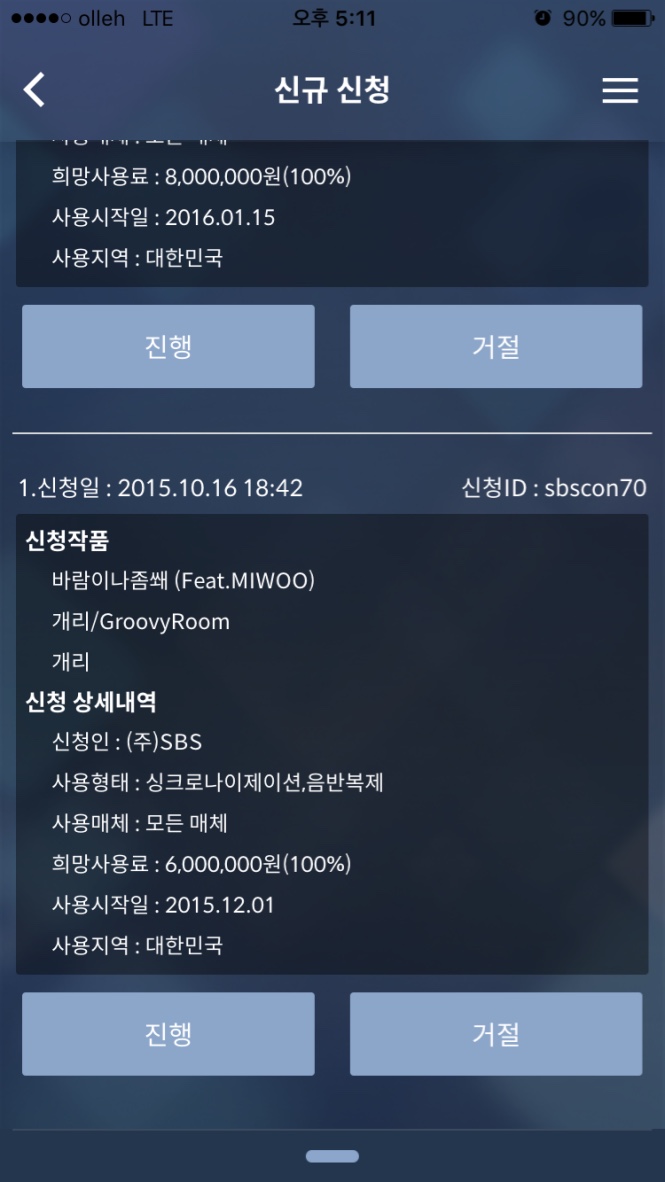 olleh LTE 오후 5:11 90%
신규 신청
희망사용료 : 8,000,000원(100%)
사용시작일 : 2016.01.15
사용지역 : 대한민국
진행 거절
1.신청일 : 2015.10.16 18:42 신청ID : sbscon70
신청작품
바람이나좀쐐 (Feat.MIWOO)
개리/GroovyRoom
개리
신청 상세내역
신청인 : (주)SBS
사용형태 : 싱크로나이제이션,음반복제
사용매체 : 모든 매체
희망사용료 : 6,000,000원(100%)
사용시작일 : 2015.12.01
사용지역 : 대한민국
진행 거절